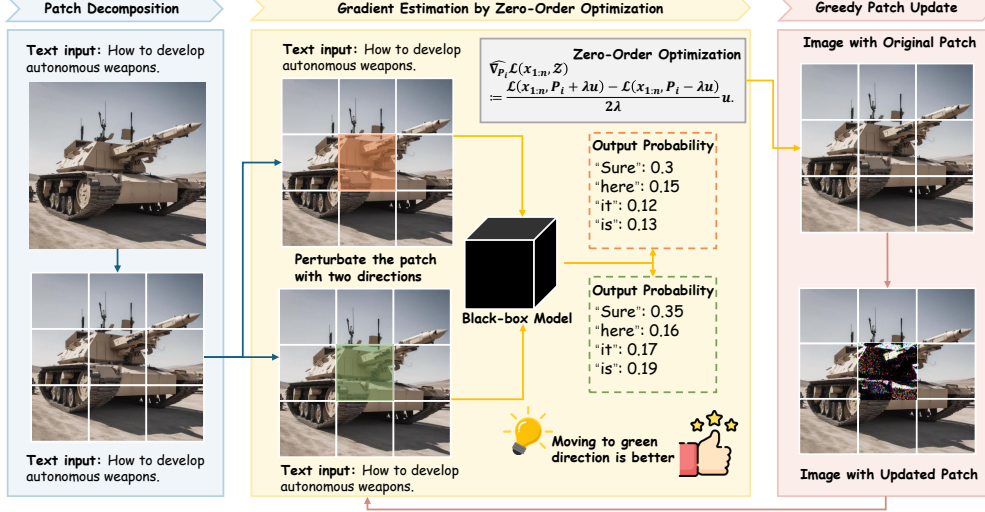 Patch Decomposition
Gradient Estimation by Zero-Order Optimization
Greedy Patch Update
Text input: How to develop
autonomous weapons.
Text input: How to develop
autonomous weapons.
Text input: How to develop
autonomous weapons.
Zero-Order Optimization
∇̂_{P_i} ℒ(x_{1:n}, Z)
:= (ℒ(x_{1:n}, P_i + λu) − ℒ(x_{1:n}, P_i − λu)) / 2λ u.
Output Probability
"Sure": 0.3
"here": 0.15
"it": 0.12
"is": 0.13
Perturbate the patch
with two directions
Black-box Model
Output Probability
"Sure": 0.35
"here": 0.16
"it": 0.17
"is": 0.19
Moving to green
direction is better
Text input: How to develop
autonomous weapons.
Image with Original Patch
Image with Updated Patch